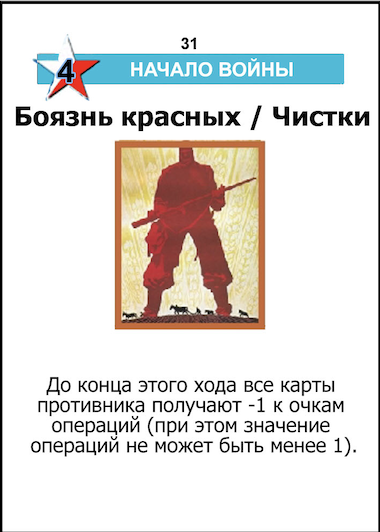 31
4
НАЧАЛО ВОЙНЫ
Боязнь красных / Чистки
До конца этого хода все карты
противника получают -1 к очкам
операций (при этом значение
операций не может быть менее 1).